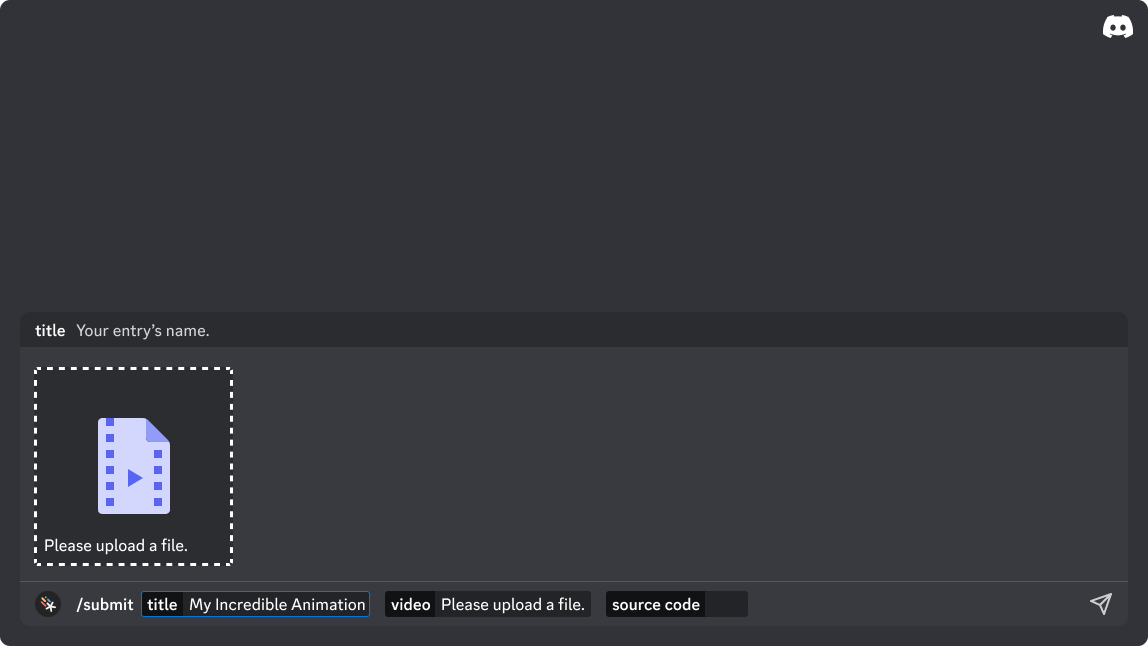 title Your entry’s name.
Please upload a file.
/submit title My Incredible Animation video Please upload a file. source code